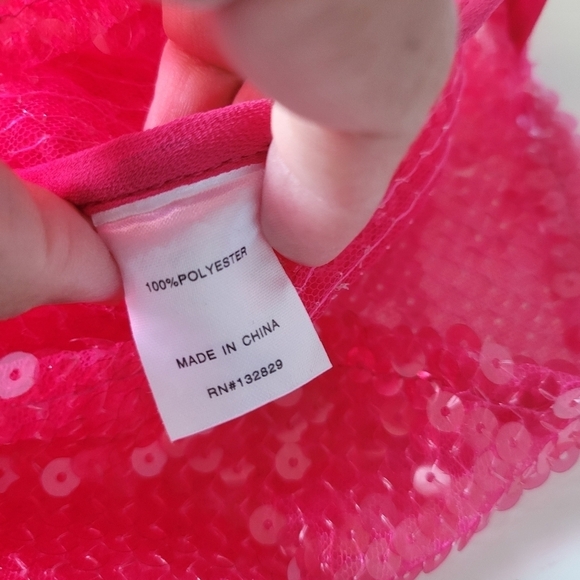 100%POLYESTER
MADE IN CHINA
RN#132829